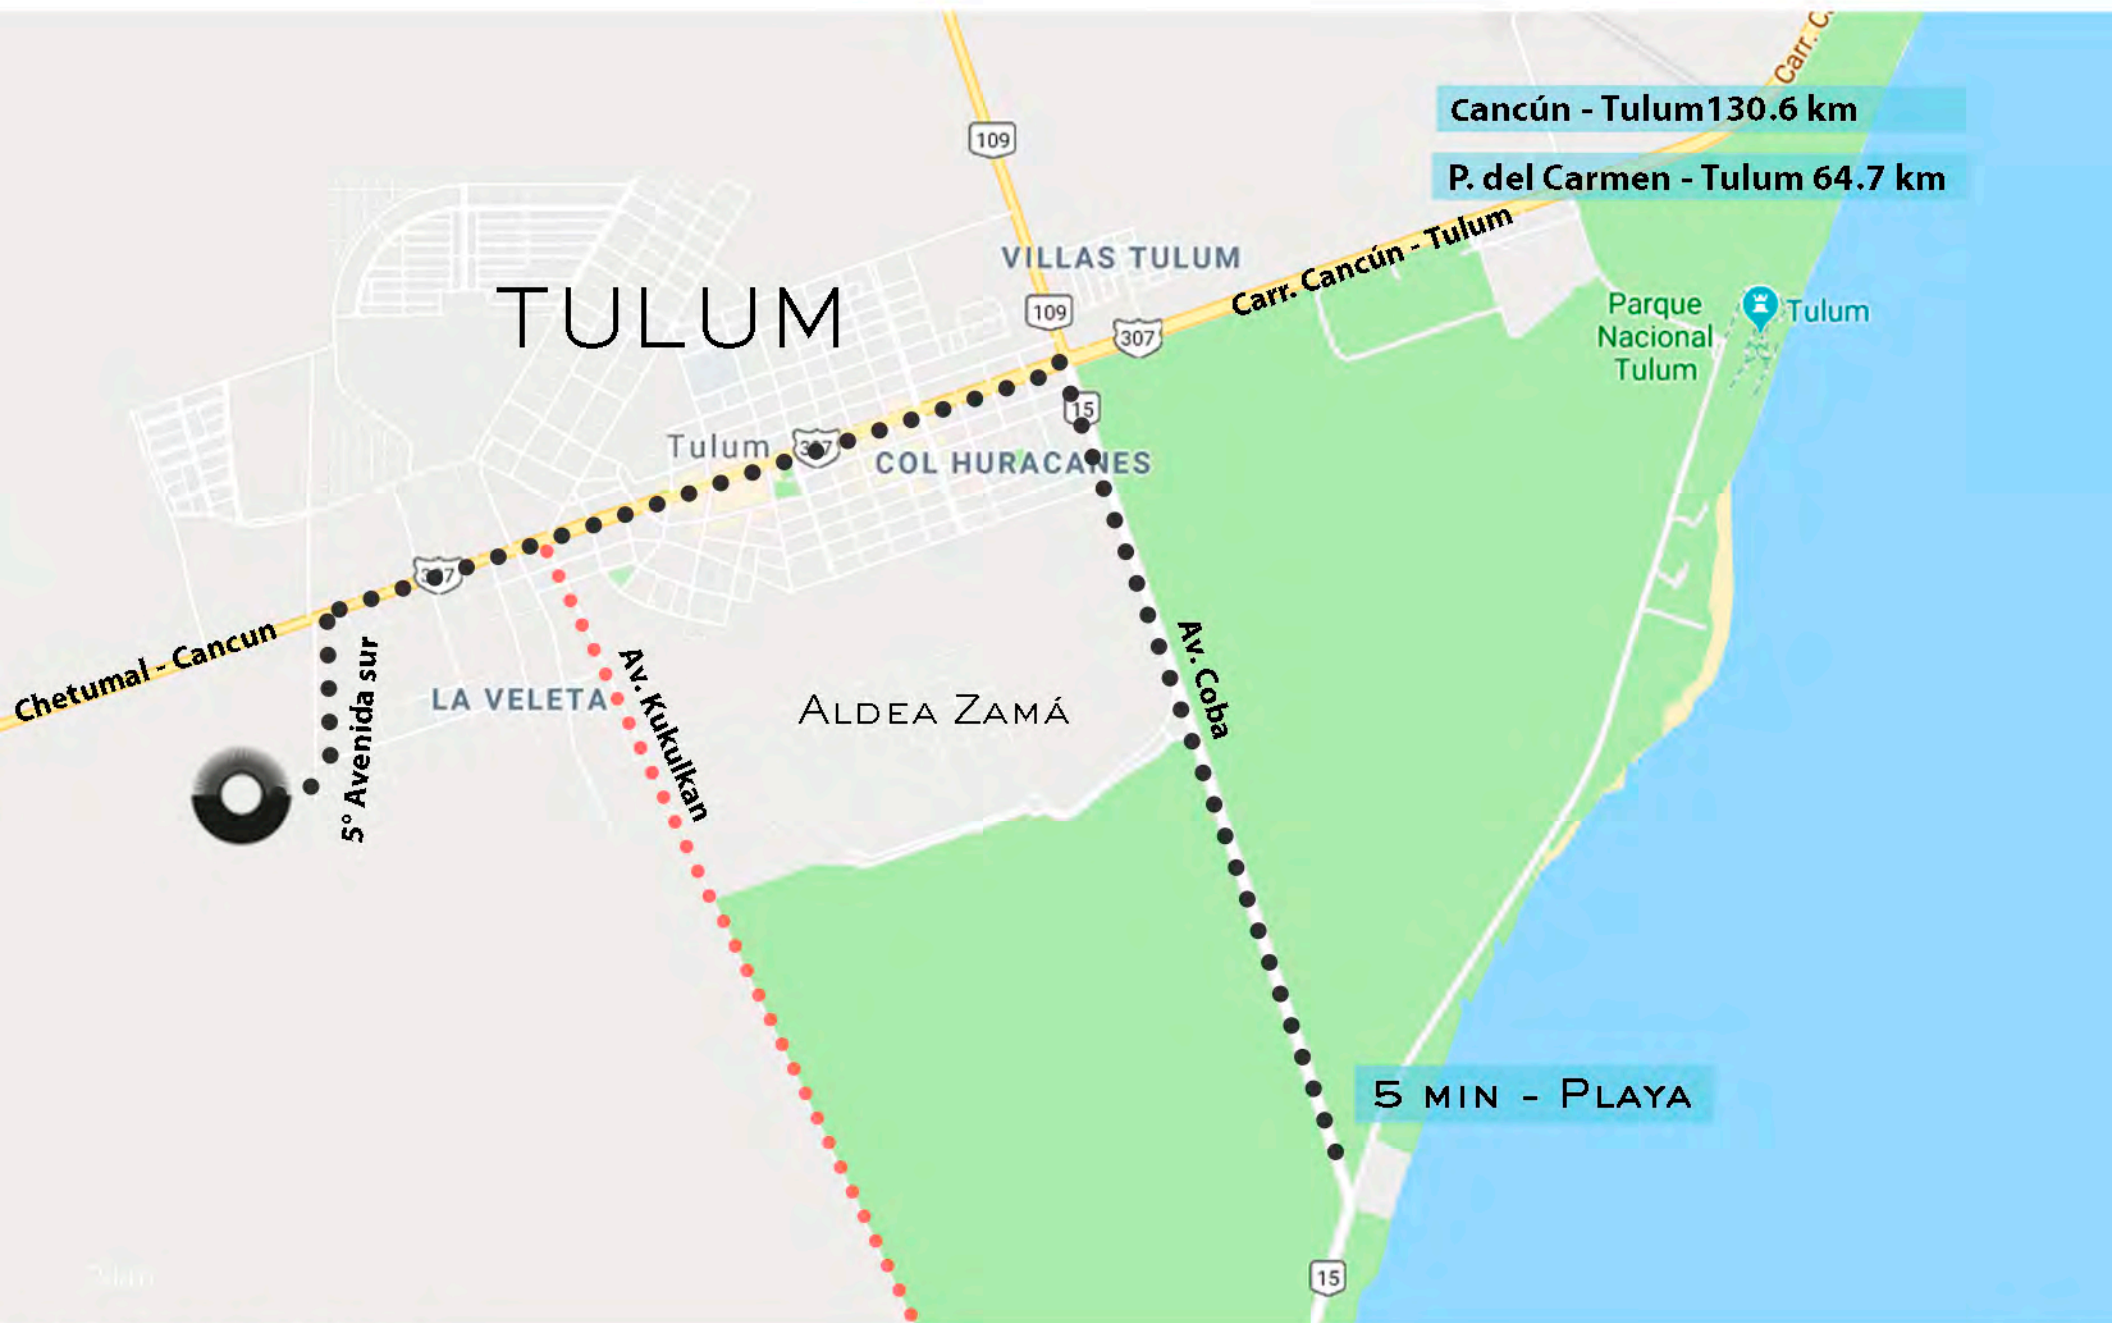 Carr. C
Cancún - Tulum130.6 km
109
P. del Carmen - Tulum 64.7 km
Carr. Cancún - Tulum
VILLAS TULUM
TULUM
109
307
Parque
Nacional
Tulum
Tulum
15
Tulum
307
COL HURACANES
307
Chetumal - Cancun
5° Avenida sur
LA VELETA
Av. Kukulkan
ALDEA ZAMÁ
Av. Coba
5 MIN - PLAYA
15